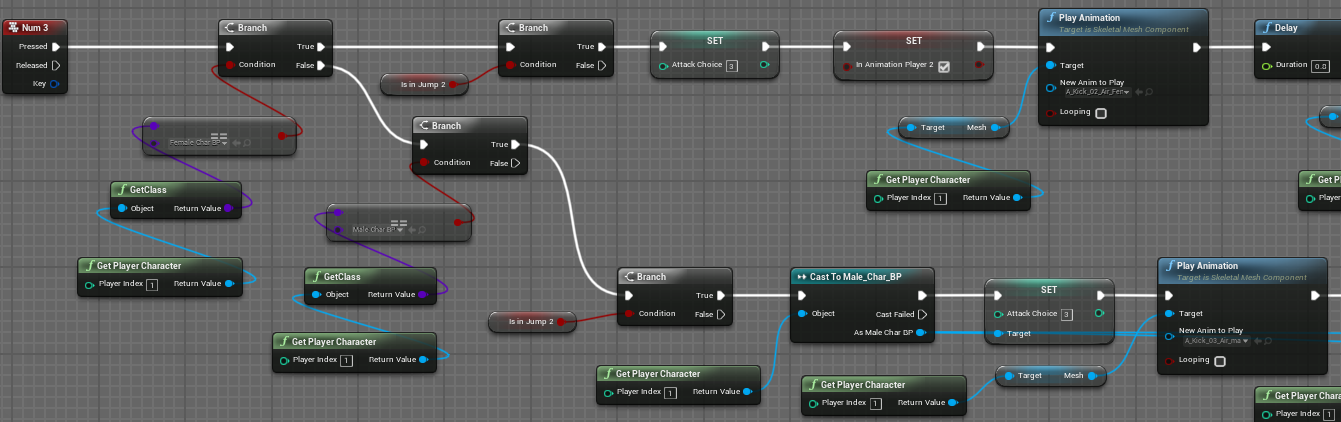 Num 3
Pressed
Released
Key
Branch
True
Condition
False
Branch
True
Condition
False
Is in Jump 2
SET
Attack Choice 3
SET
In Animation Player 2
Play Animation
Target is Skeletal Mesh Component
Target
New Anim to Play
A_Kick_02_Air_Fem
Looping
Delay
Duration 0.0
==
Female Char BP
Branch
True
Condition
False
Target Mesh
GetClass
Object Return Value
Get Player Character
Player Index 1 Return Value
Get Pl
Player
==
Male Char BP
Get Player Character
Player Index 1 Return Value
GetClass
Object Return Value
Get Player Character
Player Index 1 Return Value
Is in Jump 2
Branch
True
Condition
False
Cast To Male_Char_BP
Object
Cast Failed
As Male Char BP
SET
Attack Choice 3
Target
Play Animation
Target is Skeletal Mesh Component
Target
New Anim to Play
A_Kick_03_Air_ma
Looping
Get Player Character
Player Index 1 Return Value
Get Player Character
Player Index 1 Return Value
Target Mesh
Get Player Chara
Player Index 1